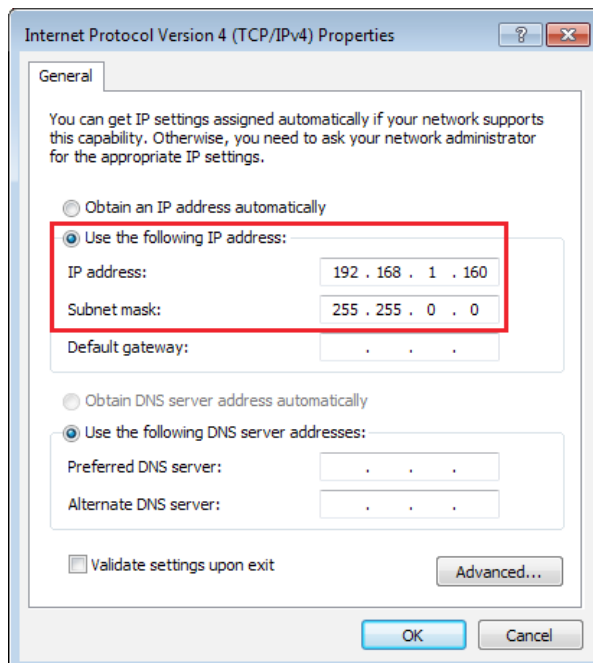 Internet Protocol Version 4 (TCP/IPv4) Properties
General
You can get IP settings assigned automatically if your network supports
this capability. Otherwise, you need to ask your network administrator
for the appropriate IP settings.
Obtain an IP address automatically
Use the following IP address:
IP address: 192 . 168 . 1 . 160
Subnet mask: 255 . 255 . 0 . 0
Default gateway: . . .
Obtain DNS server address automatically
Use the following DNS server addresses:
Preferred DNS server: . . .
Alternate DNS server: . . .
Validate settings upon exit
Advanced...
OK Cancel